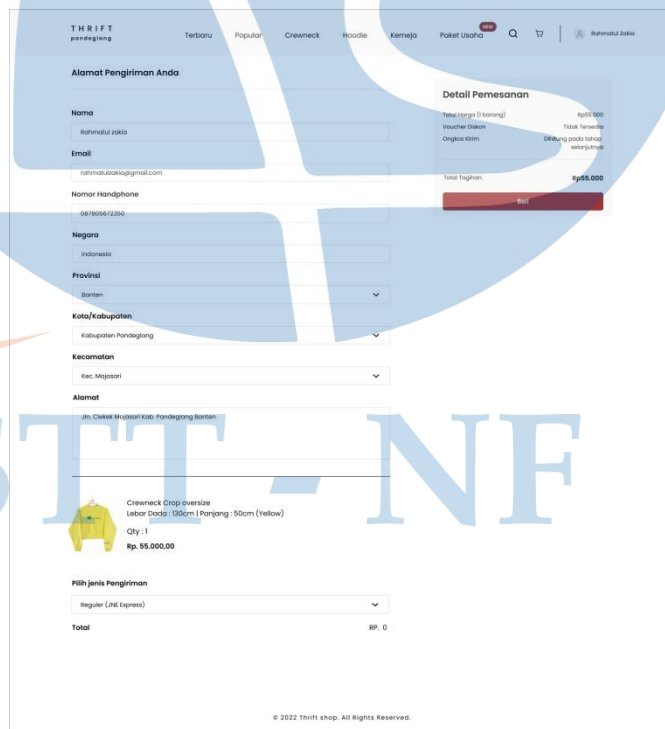 THRIFT
pandeglang
Terbaru Popular Crewneck Hoodie Kemeja Paket Usaha NEW Rahmatul Zakia
Alamat Pengiriman Anda
Nama
Rahmatul zakia
Email
rahmatulzakia@gmail.com
Nomor Handphone
087805872350
Negara
Indonesia
Provinsi
Banten
Kota/Kabupaten
Kabupaten Pandeglang
Kecamatan
Kec. Majasari
Alamat
Jln. Ciekek Majasari Kab. Pandeglang Banten
Crewneck Crop oversize
Lebar Dada : 130cm | Panjang : 50cm (Yellow)
Qty : 1
Rp. 55.000,00
Pilih jenis Pengiriman
Reguler (JNE Express)
Total RP. 0
Detail Pemesanan
Total Harga (1 barang) Rp55.000
Voucher Diskon Tidak Tersedia
Ongkos Kirim Dihitung pada tahap
selanjutnya
Total Tagihan Rp55.000
Beli
STT - NF
© 2022 Thrift shop. All Rights Reserved.